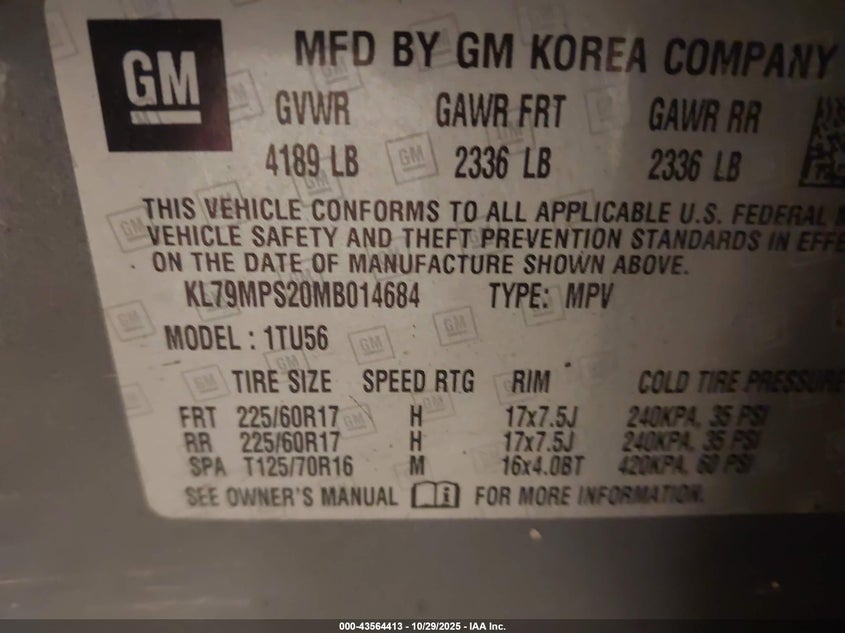 GM
MFD BY GM KOREA COMPANY
GVWR GAWR FRT GAWR RR
4189 LB 2336 LB 2336 LB
THIS VEHICLE CONFORMS TO ALL APPLICABLE U.S. FEDERAL
VEHICLE SAFETY AND THEFT PREVENTION STANDARDS IN EFFE
ON THE DATE OF MANUFACTURE SHOWN ABOVE.
KL79MPS20MB014684 TYPE: MPV
MODEL : 1TU56
TIRE SIZE SPEED RTG RIM COLD TIRE PRESSURE
FRT 225/60R17 H 17x7.5J 240KPA, 35 PSI
RR 225/60R17 H 17x7.5J 240KPA, 35 PSI
SPA T125/70R16 M 16x4.0BT 420KPA, 60 PSI
SEE OWNER'S MANUAL FOR MORE INFORMATION.
000-43564413 - 10/29/2025 - IAA Inc.